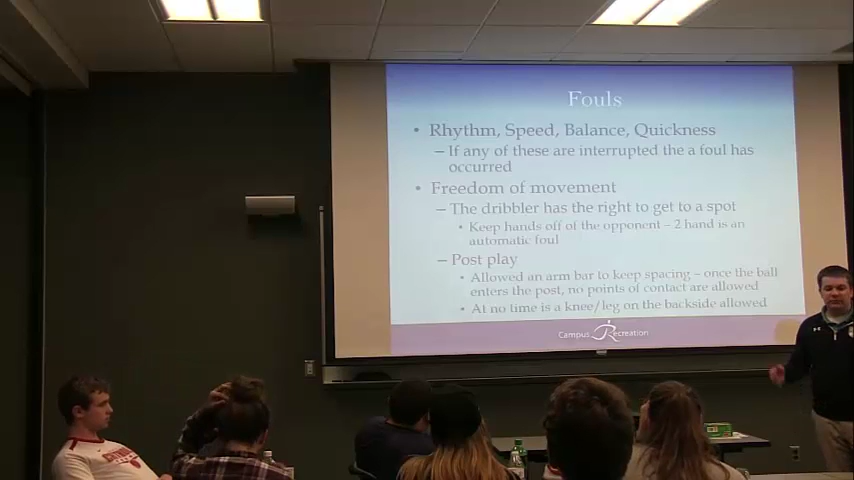 Fouls
• Rhythm, Speed, Balance, Quickness
– If any of these are interrupted the a foul has
occurred
• Freedom of movement
– The dribbler has the right to get to a spot
• Keep hands off of the opponent – 2 hand is an
automatic foul
– Post play
• Allowed an arm bar to keep spacing – once the ball
enters the post, no points of contact are allowed
• At no time is a knee/leg on the backside allowed
Campus Recreation